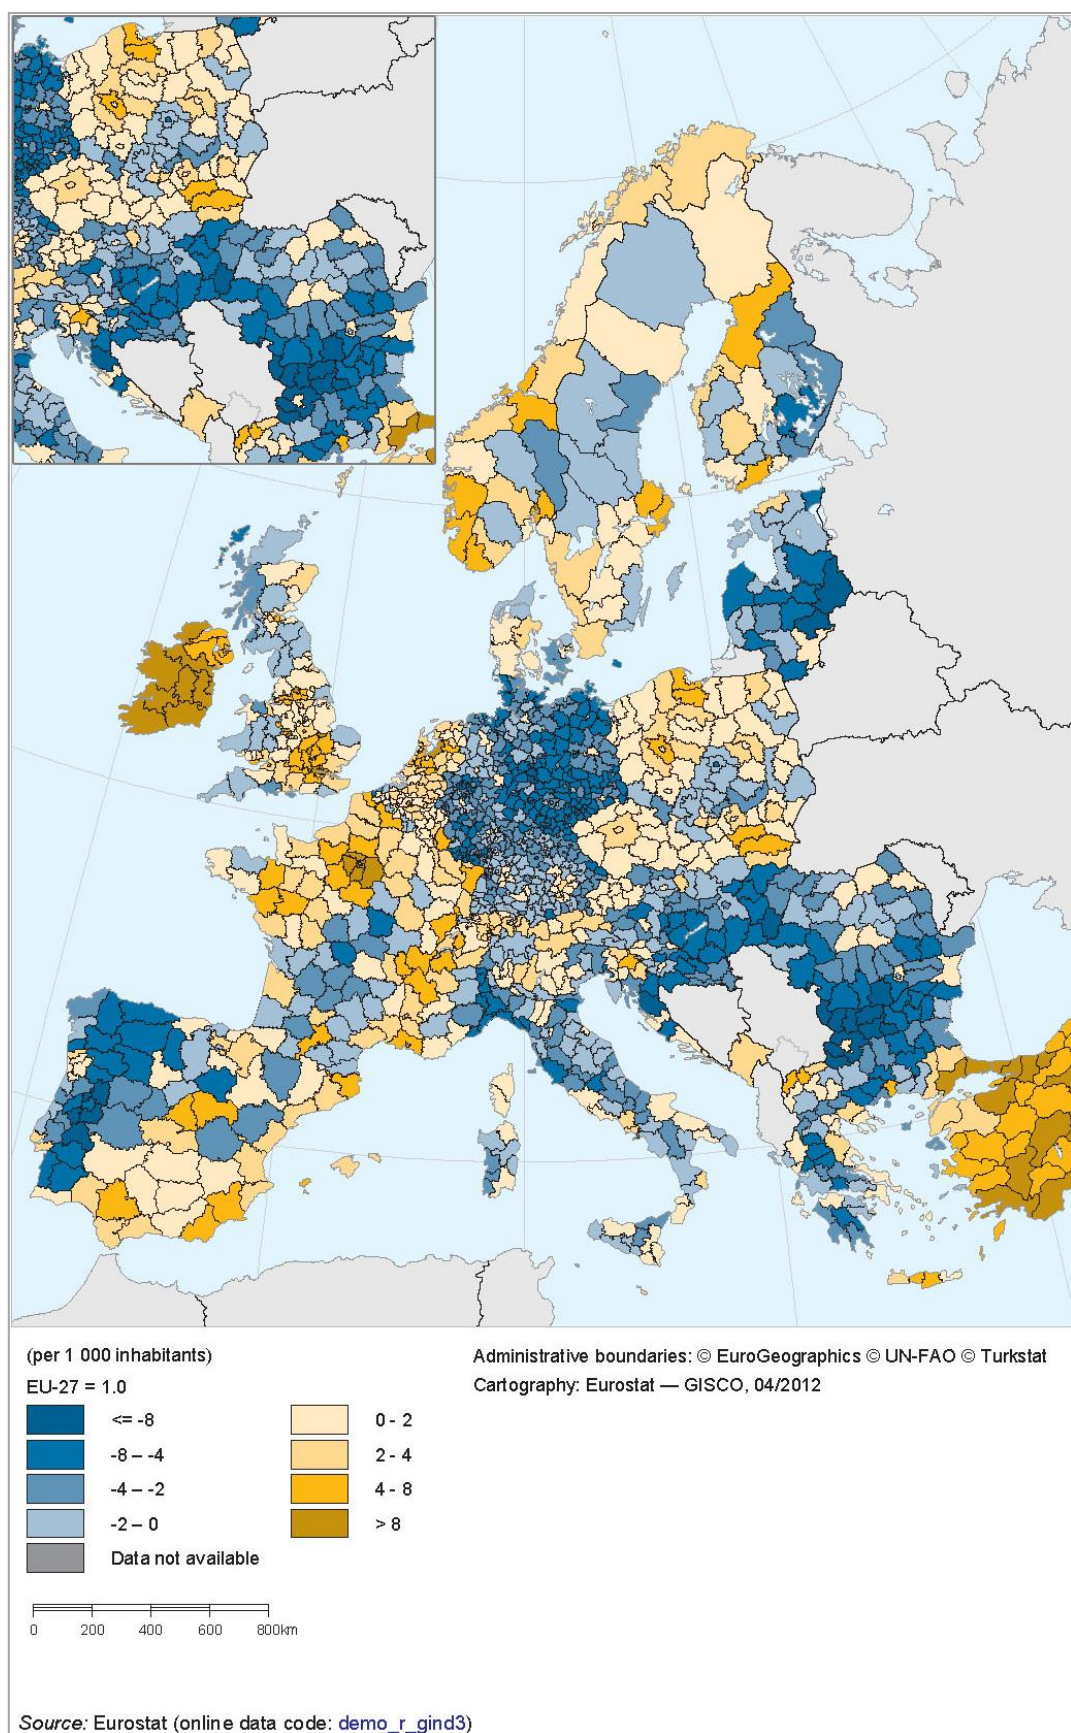 (per 1 000 inhabitants)
EU-27 = 1.0
<= -8
-8 – -4
-4 – -2
-2 – 0
Data not available
0 - 2
2 - 4
4 - 8
> 8
Administrative boundaries: © EuroGeographics © UN-FAO © Turkstat
Cartography: Eurostat — GISCO, 04/2012
0 200 400 600 800km
Source: Eurostat (online data code: demo_r_gind3)